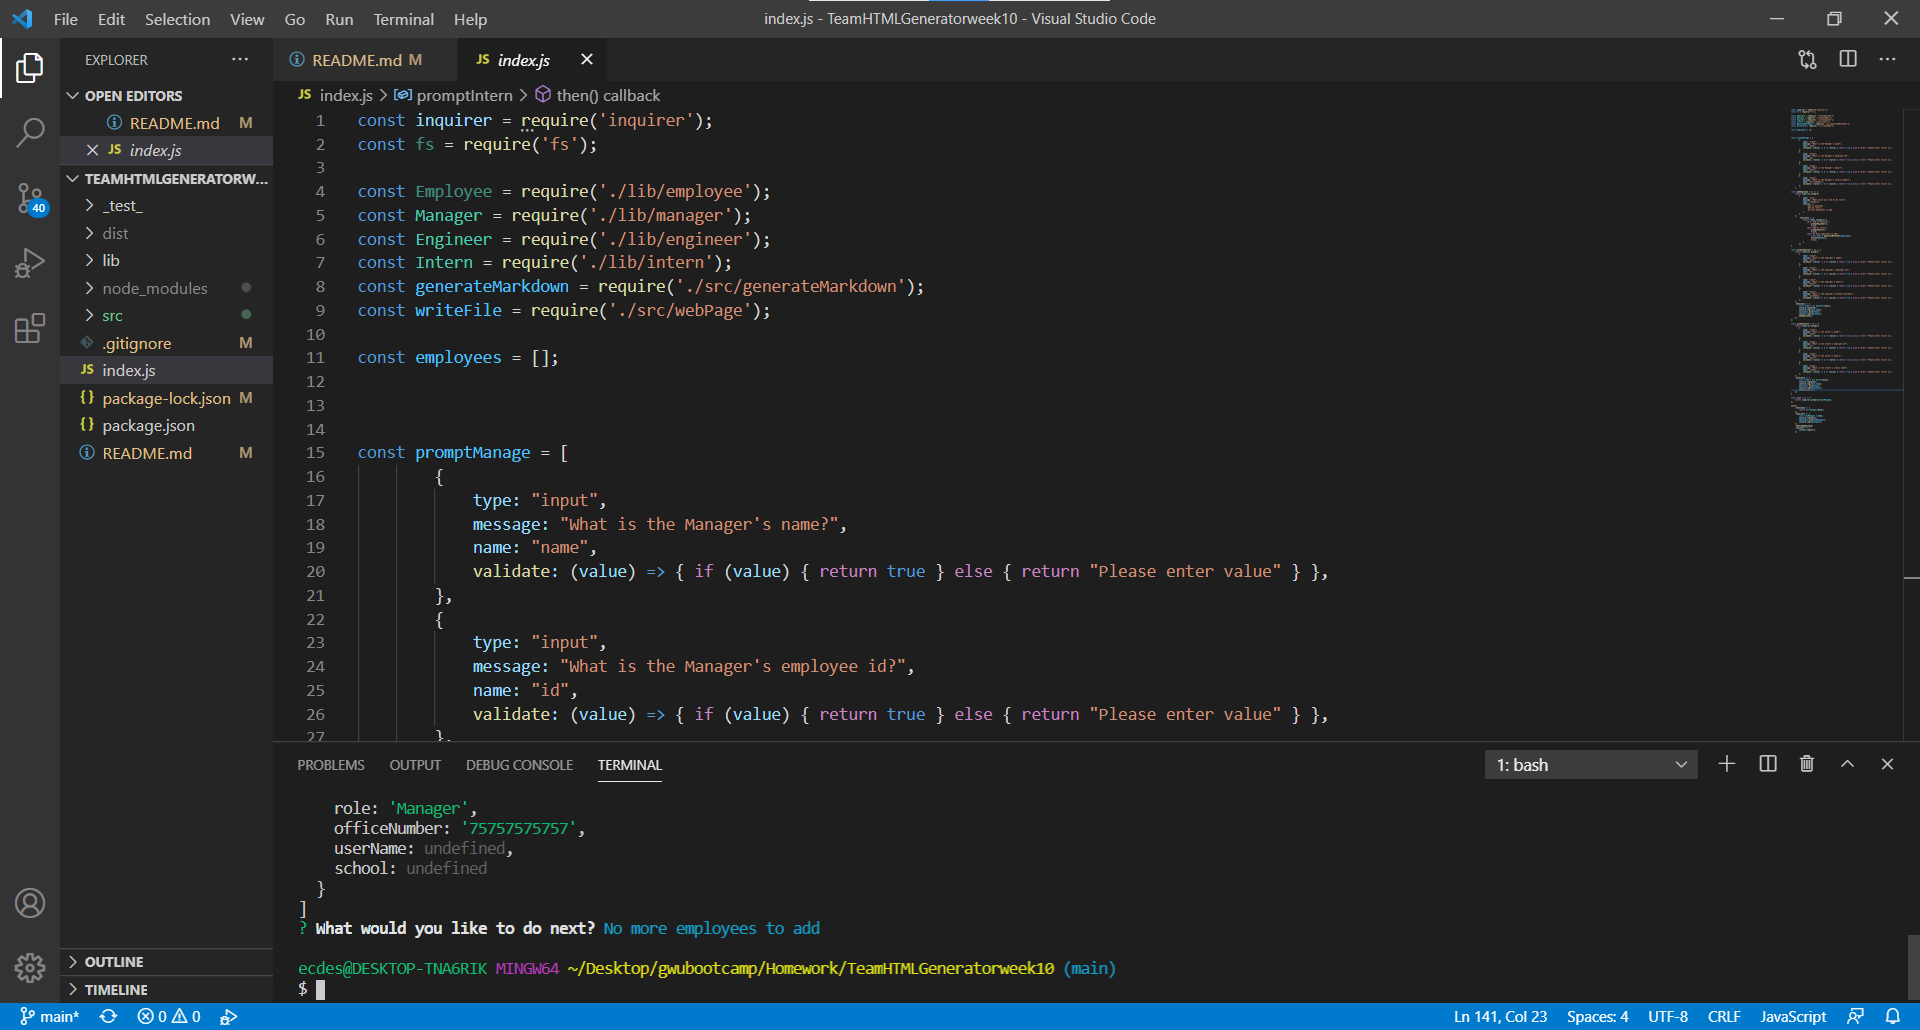 File Edit Selection View Go Run Terminal Help
index.js - TeamHTMLGeneratorweek10 - Visual Studio Code
EXPLORER
OPEN EDITORS
README.md M
JS index.js
TEAMHTMLGENERATORW...
_test_
dist
lib
node_modules
src
.gitignore M
JS index.js
{} package-lock.json M
{} package.json
README.md M
OUTLINE
TIMELINE
40
README.md M
JS index.js
JS index.js > promptIntern > then() callback
1 const inquirer = require('inquirer');
2 const fs = require('fs');
3
4 const Employee = require('./lib/employee');
5 const Manager = require('./lib/manager');
6 const Engineer = require('./lib/engineer');
7 const Intern = require('./lib/intern');
8 const generateMarkdown = require('./src/generateMarkdown');
9 const writeFile = require('./src/webPage');
10
11 const employees = [];
12
13
14
15 const promptManage = [
16 {
17 type: "input",
18 message: "What is the Manager's name?",
19 name: "name",
20 validate: (value) => { if (value) { return true } else { return "Please enter value" } },
21 },
22 {
23 type: "input",
24 message: "What is the Manager's employee id?",
25 name: "id",
26 validate: (value) => { if (value) { return true } else { return "Please enter value" } },
27 },
PROBLEMS OUTPUT DEBUG CONSOLE TERMINAL
1: bash
role: 'Manager',
officeNumber: '75757575757',
userName: undefined,
school: undefined
}
]
? What would you like to do next? No more employees to add
ecdes@DESKTOP-TNA6RIK MINGW64 ~/Desktop/gwubootcamp/Homework/TeamHTMLGeneratorweek10 (main)
$
main* 0 0
Ln 141, Col 23 Spaces: 4 UTF-8 CRLF JavaScript